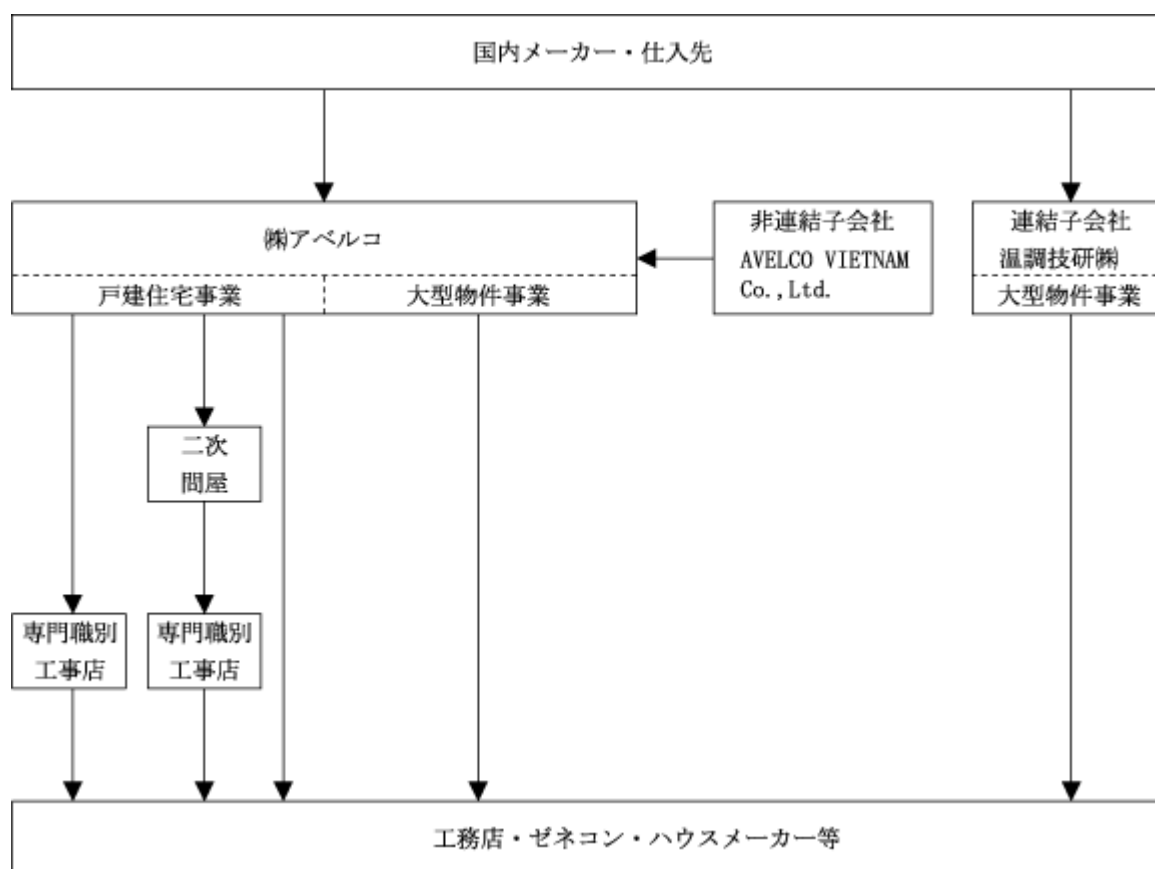 国内メーカー・仕入先
㈱アベルコ
戸建住宅事業
大型物件事業
非連結子会社
AVELCO VIETNAM
Co.,Ltd.
連結子会社
温調技研㈱
大型物件事業
二次
問屋
専門職別
工事店
専門職別
工事店
工務店・ゼネコン・ハウスメーカー等